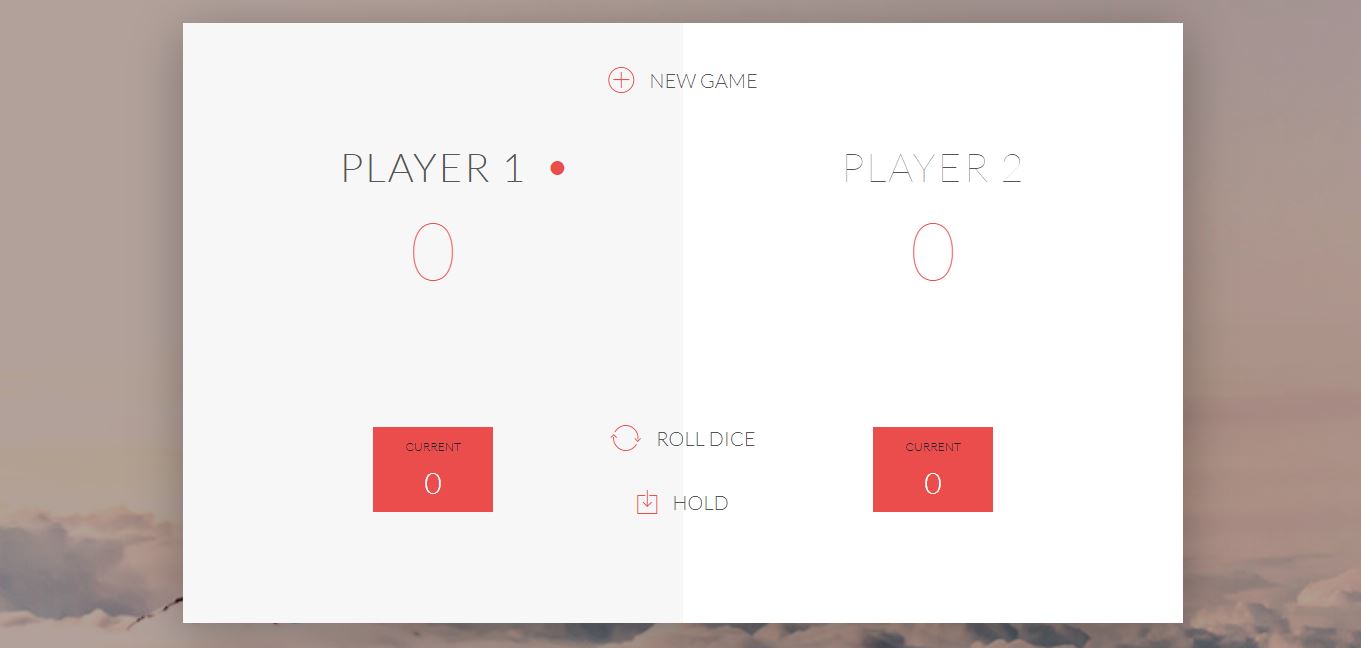 NEW GAME
PLAYER 1
0
CURRENT
0
PLAYER 2
0
CURRENT
0
ROLL DICE
HOLD